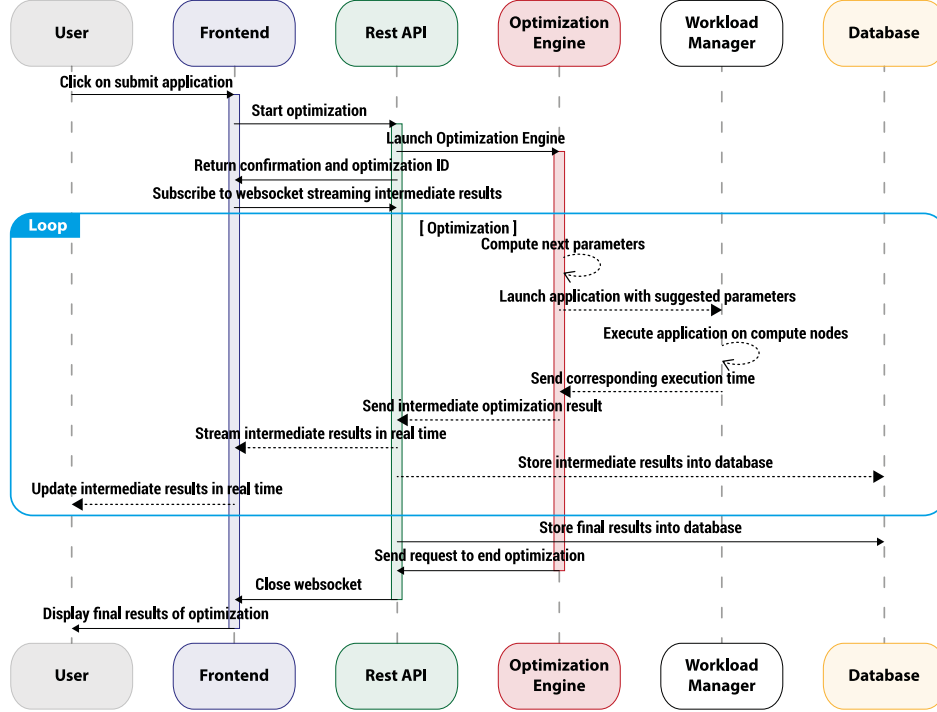 User
Frontend
Rest API
Optimization
Engine
Workload
Manager
Database
Click on submit application
Start optimization
Launch Optimization Engine
Return confirmation and optimization ID
Subscribe to websocket streaming intermediate results
Loop
[ Optimization ]
Compute next parameters
Launch application with suggested parameters
Execute application on compute nodes
Send corresponding execution time
Send intermediate optimization result
Stream intermediate results in real time
Store intermediate results into database
Update intermediate results in real time
Store final results into database
Send request to end optimization
Close websocket
Display final results of optimization
User
Frontend
Rest API
Optimization
Engine
Workload
Manager
Database